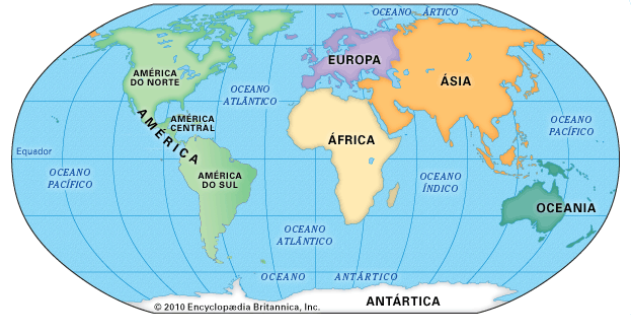 OCEANO ÁRTICO
EUROPA
ÁSIA
AMÉRICA
DO NORTE
OCEANO
ATLÂNTICO
AMÉRICA
CENTRAL
AMÉRICA
OCEANO
PACÍFICO
ÁFRICA
Equador
OCEANO
PACÍFICO
AMÉRICA
DO SUL
OCEANO
ÍNDICO
OCEANIA
OCEANO
ATLÂNTICO
OCEANO ANTÁRTICO
ANTÁRTICA
© 2010 Encyclopædia Britannica, Inc.